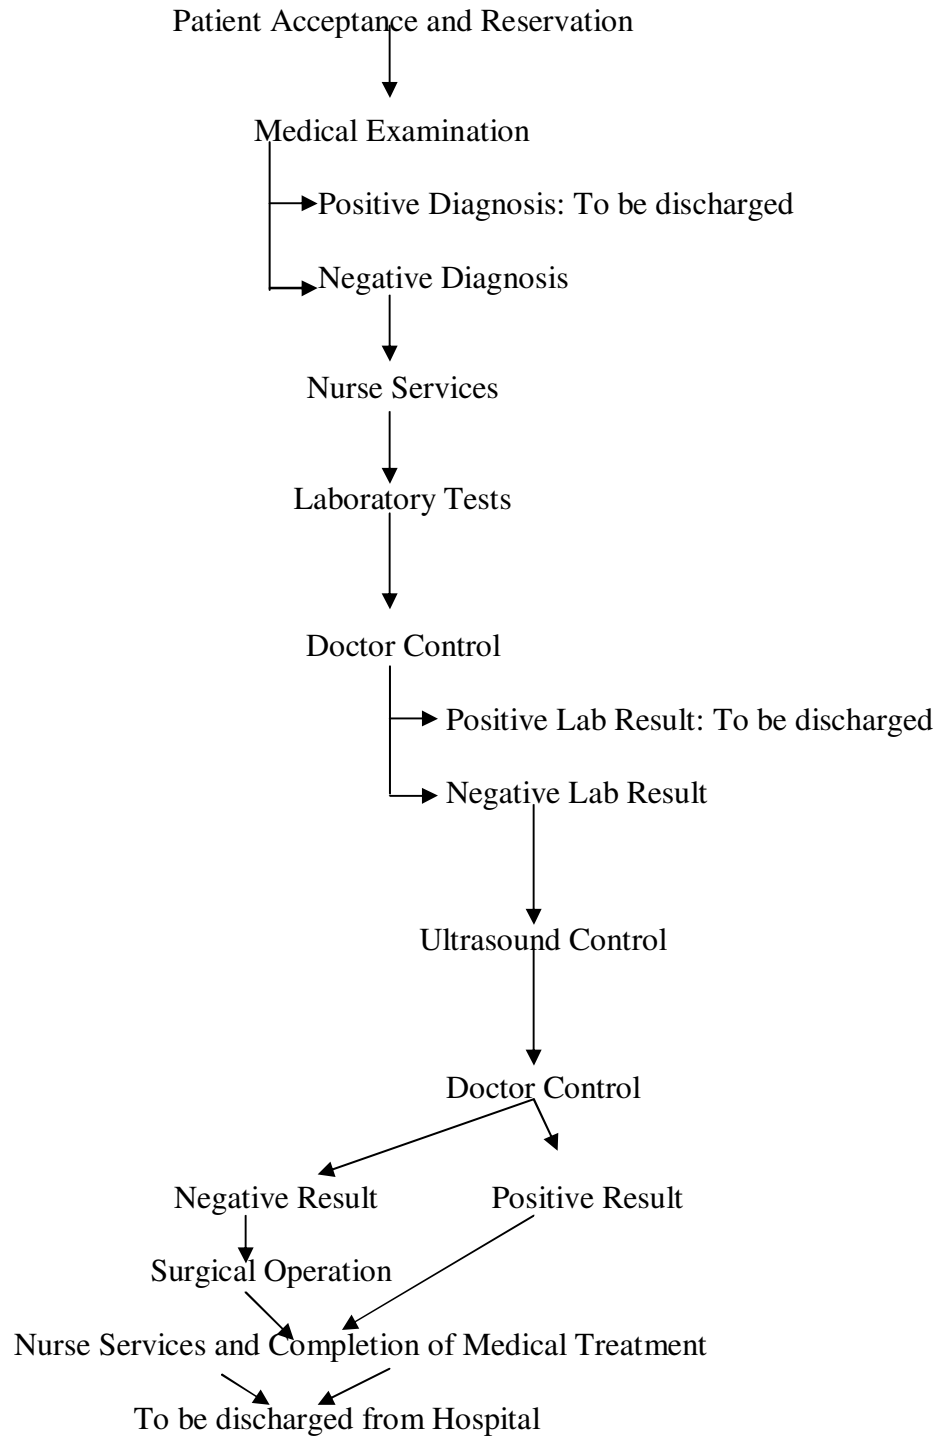 Patient Acceptance and Reservation
Medical Examination
Positive Diagnosis: To be discharged
Negative Diagnosis
Nurse Services
Laboratory Tests
Doctor Control
Positive Lab Result: To be discharged
Negative Lab Result
Ultrasound Control
Doctor Control
Negative Result
Positive Result
Surgical Operation
Nurse Services and Completion of Medical Treatment
To be discharged from Hospital